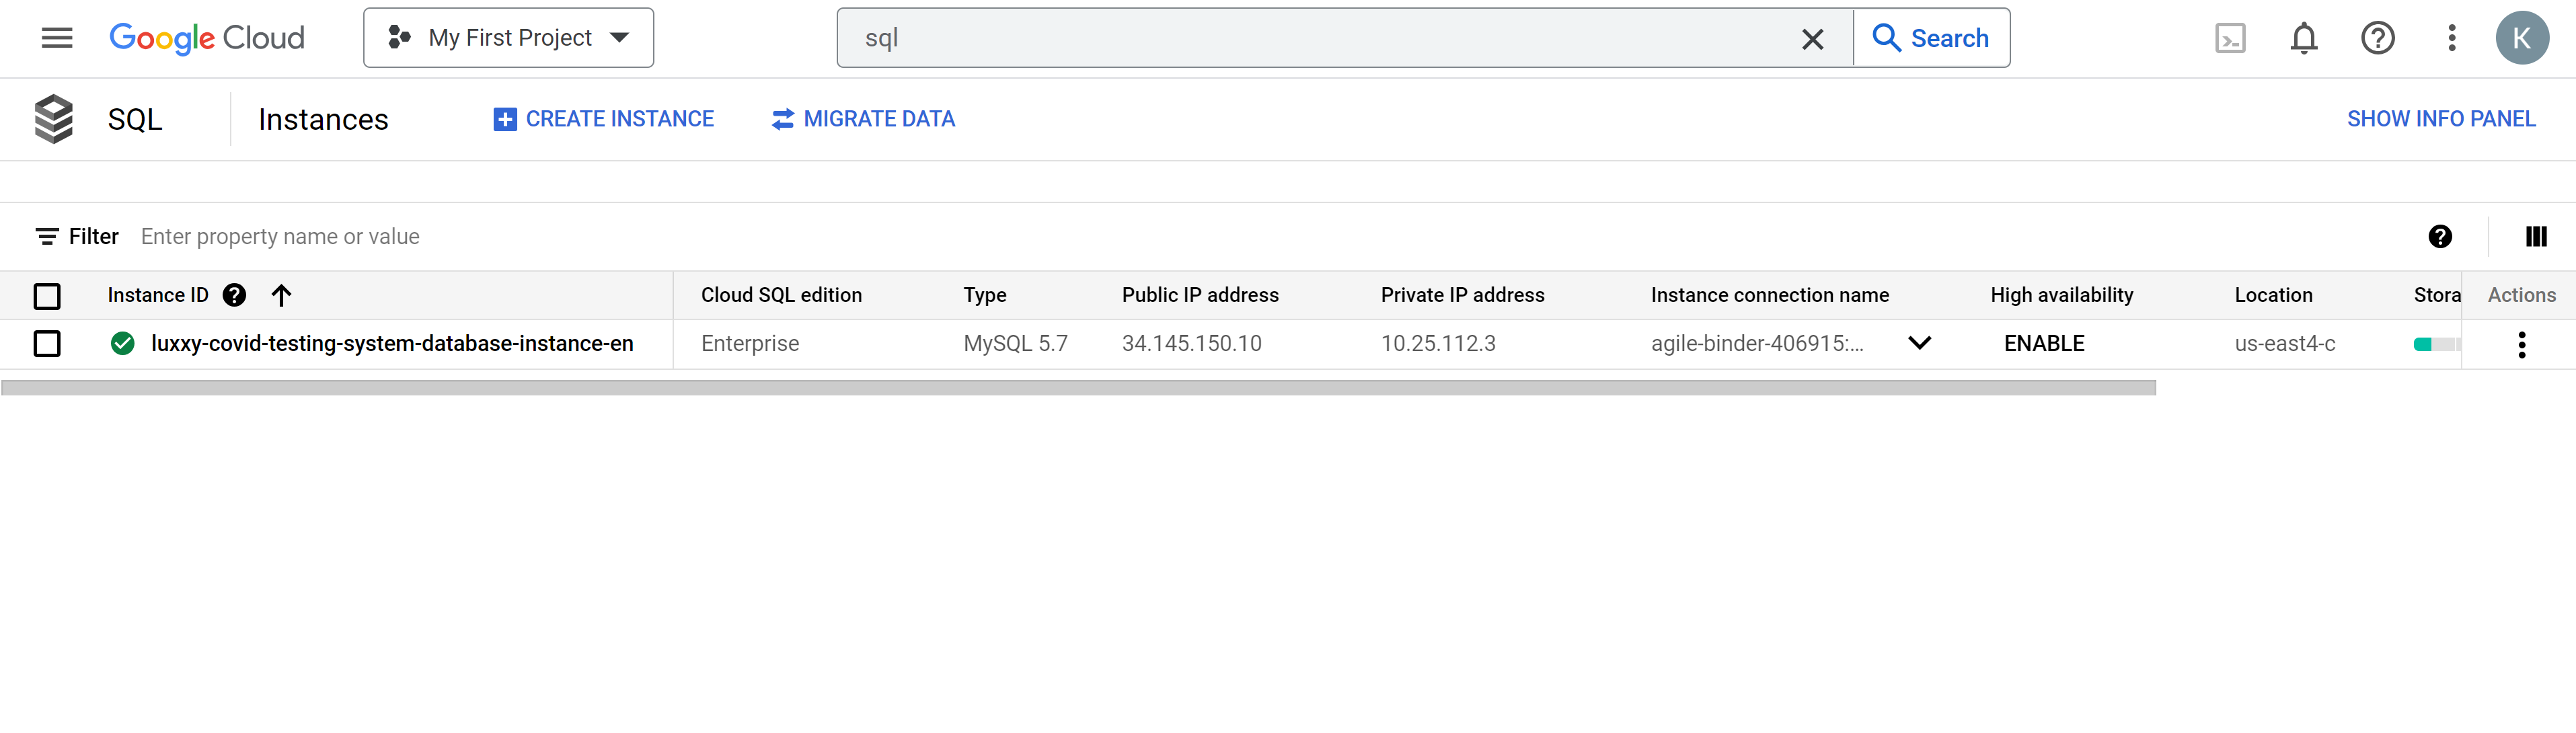 Google Cloud My First Project sql Search K
SQL Instances CREATE INSTANCE MIGRATE DATA SHOW INFO PANEL
Filter Enter property name or value
Instance ID Cloud SQL edition Type Public IP address Private IP address Instance connection name High availability Location Stora Actions
luxxy-covid-testing-system-database-instance-en Enterprise MySQL 5.7 34.145.150.10 10.25.112.3 agile-binder-406915:... ENABLE us-east4-c